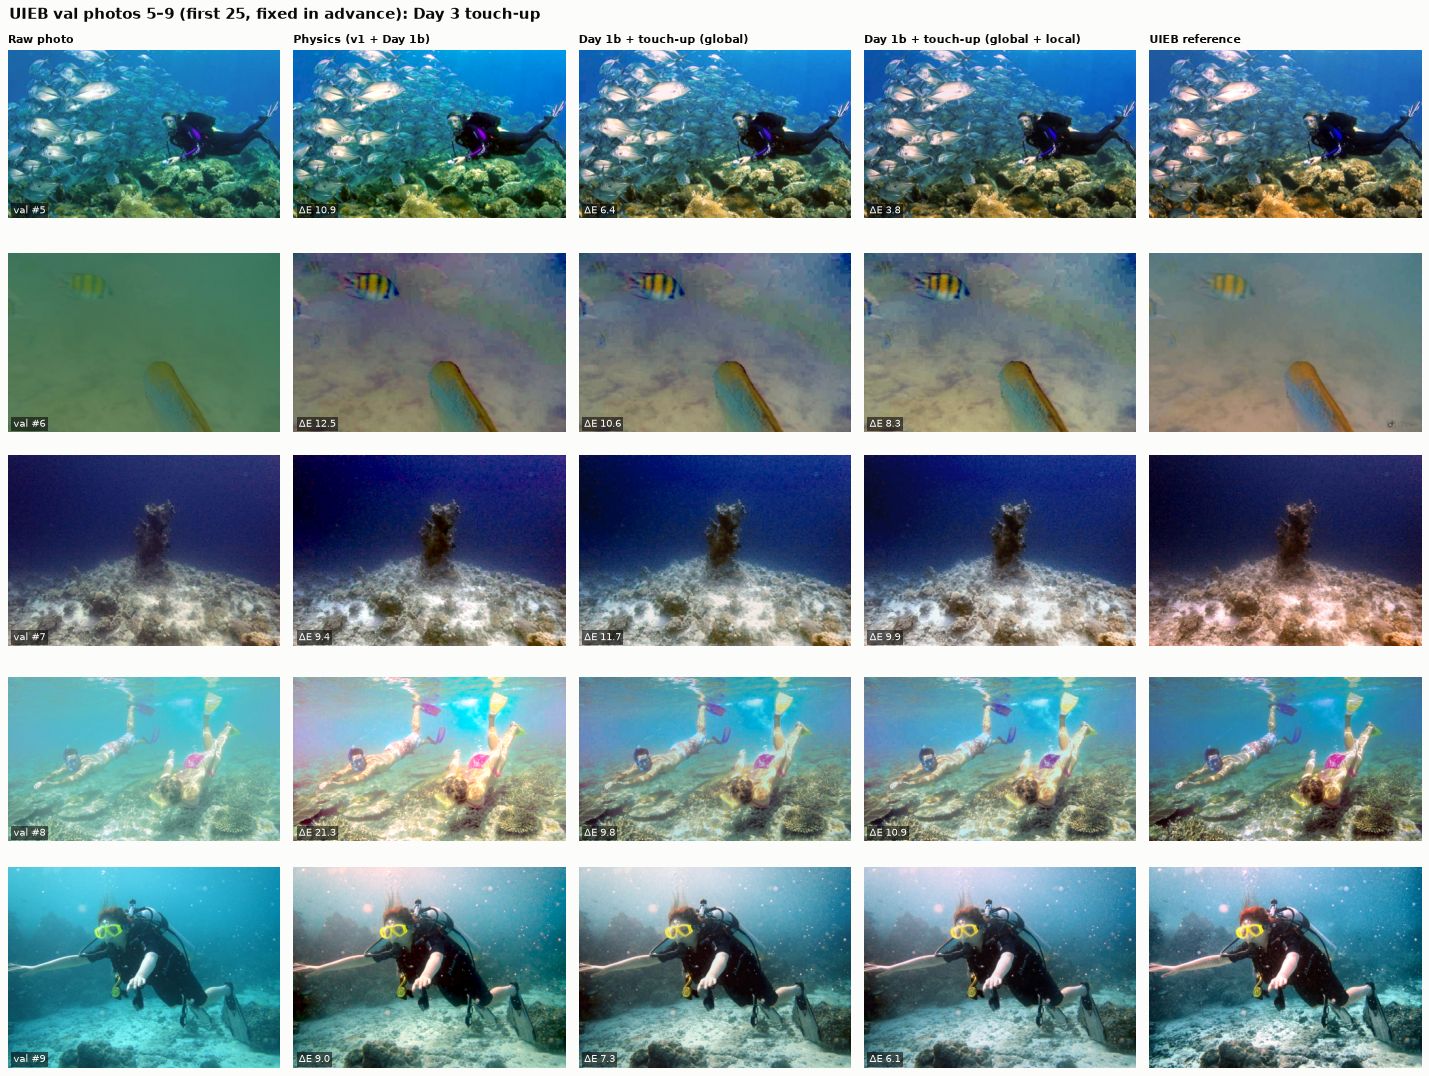 UIEB val photos 5–9 (first 25, fixed in advance): Day 3 touch-up
Raw photo Physics (v1 + Day 1b) Day 1b + touch-up (global) Day 1b + touch-up (global + local) UIEB reference
val #5 ΔE 10.9 ΔE 6.4 ΔE 3.8
val #6 ΔE 12.5 ΔE 10.6 ΔE 8.3
val #7 ΔE 9.4 ΔE 11.7 ΔE 9.9
val #8 ΔE 21.3 ΔE 9.8 ΔE 10.9
val #9 ΔE 9.0 ΔE 7.3 ΔE 6.1